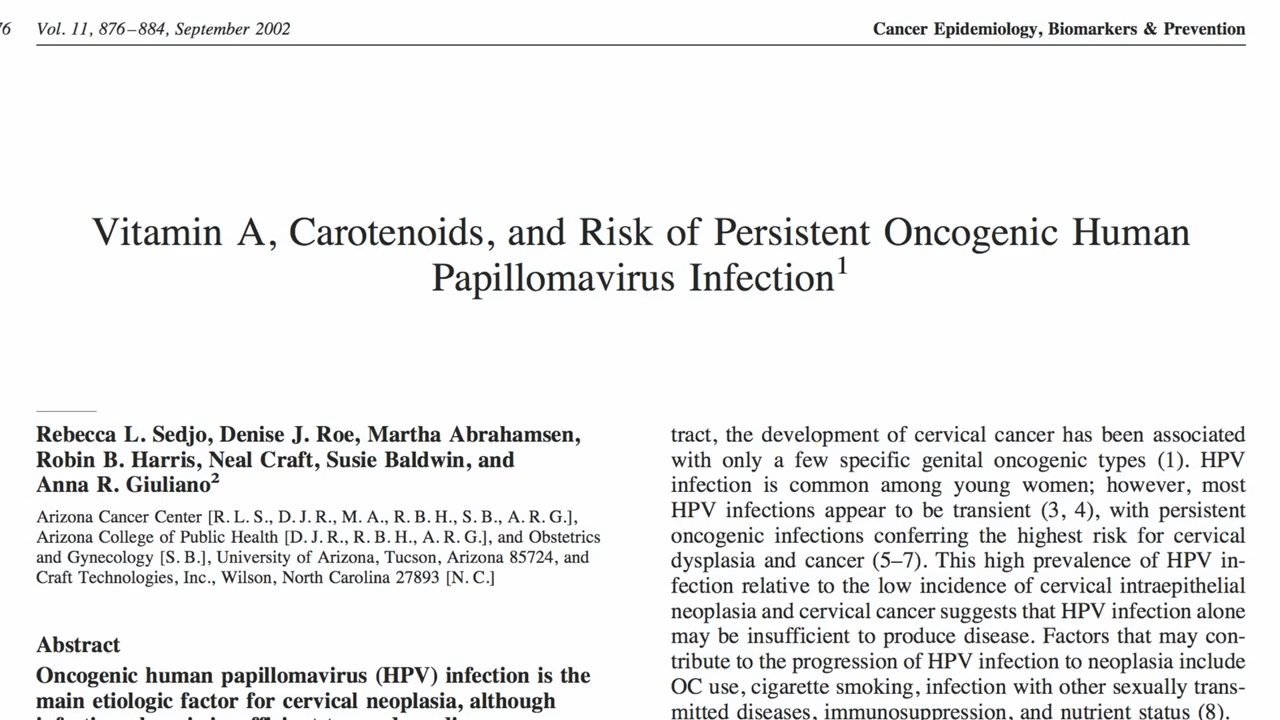 Vol. 11, 876–884, September 2002
Cancer Epidemiology, Biomarkers & Prevention
Vitamin A, Carotenoids, and Risk of Persistent Oncogenic Human
Papillomavirus Infection1
Rebecca L. Sedjo, Denise J. Roe, Martha Abrahamsen,
Robin B. Harris, Neal Craft, Susie Baldwin, and
Anna R. Giuliano2
Arizona Cancer Center [R. L. S., D. J. R., M. A., R. B. H., S. B., A. R. G.],
Arizona College of Public Health [D. J. R., R. B. H., A. R. G.], and Obstetrics
and Gynecology [S. B.], University of Arizona, Tucson, Arizona 85724, and
Craft Technologies, Inc., Wilson, North Carolina 27893 [N. C.]
Abstract
Oncogenic human papillomavirus (HPV) infection is the
main etiologic factor for cervical neoplasia, although
tract, the development of cervical cancer has been associated
with only a few specific genital oncogenic types (1). HPV
infection is common among young women; however, most
HPV infections appear to be transient (3, 4), with persistent
oncogenic infections conferring the highest risk for cervical
dysplasia and cancer (5–7). This high prevalence of HPV in-
fection relative to the low incidence of cervical intraepithelial
neoplasia and cervical cancer suggests that HPV infection alone
may be insufficient to produce disease. Factors that may con-
tribute to the progression of HPV infection to neoplasia include
OC use, cigarette smoking, infection with other sexually trans-
mitted diseases, immunosuppression, and nutrient status (8).